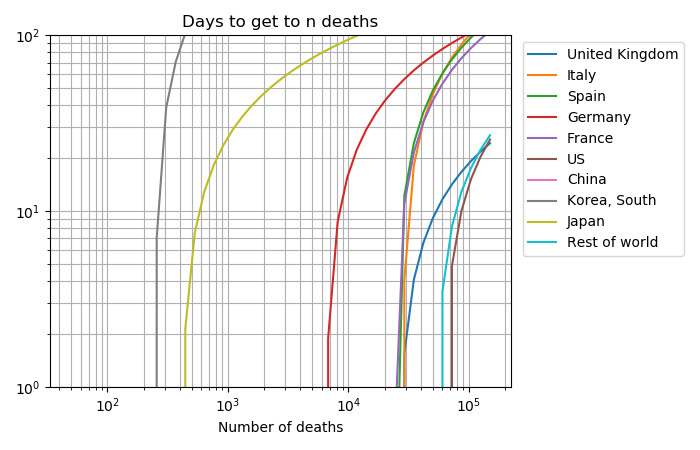 Days to get to n deaths
10²
10¹
10⁰
10² 10³ 10⁴ 10⁵
Number of deaths
United Kingdom
Italy
Spain
Germany
France
US
China
Korea, South
Japan
Rest of world